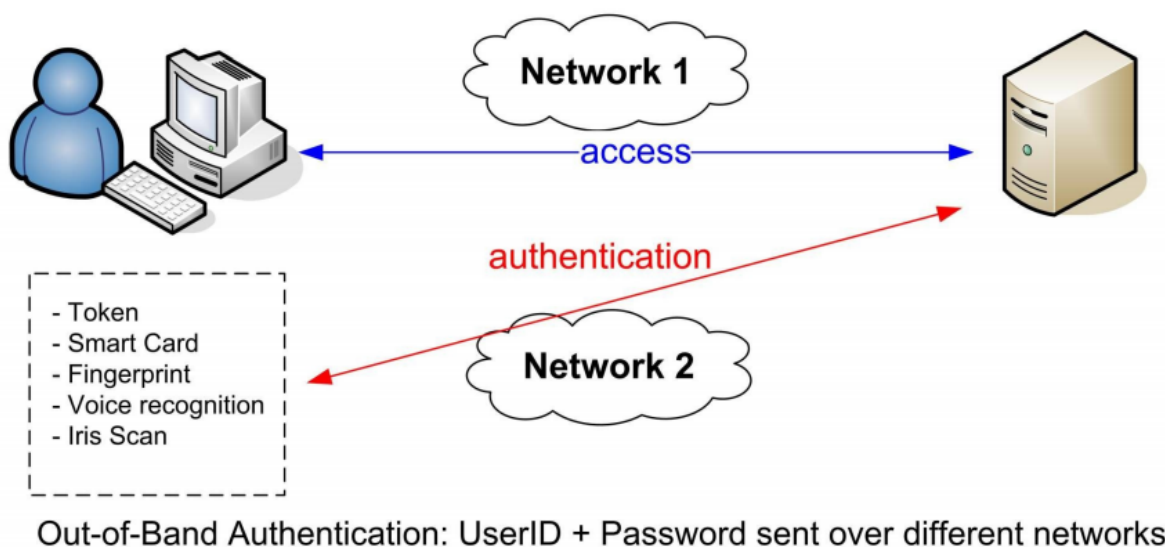 Network 1
access
authentication
- Token
- Smart Card
- Fingerprint
- Voice recognition
- Iris Scan
Network 2
Out-of-Band Authentication: UserID + Password sent over different networks